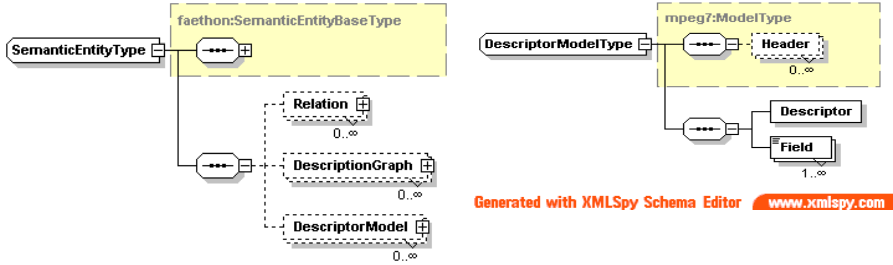 faethon:SemanticEntityBaseType
SemanticEntityType
Relation
0..∞
DescriptionGraph
0..∞
DescriptorModel
0..∞
mpeg7:ModelType
DescriptorModelType
Header
0..∞
Descriptor
Field
1..∞
Generated with XMLSpy Schema Editor www.xmlspy.com